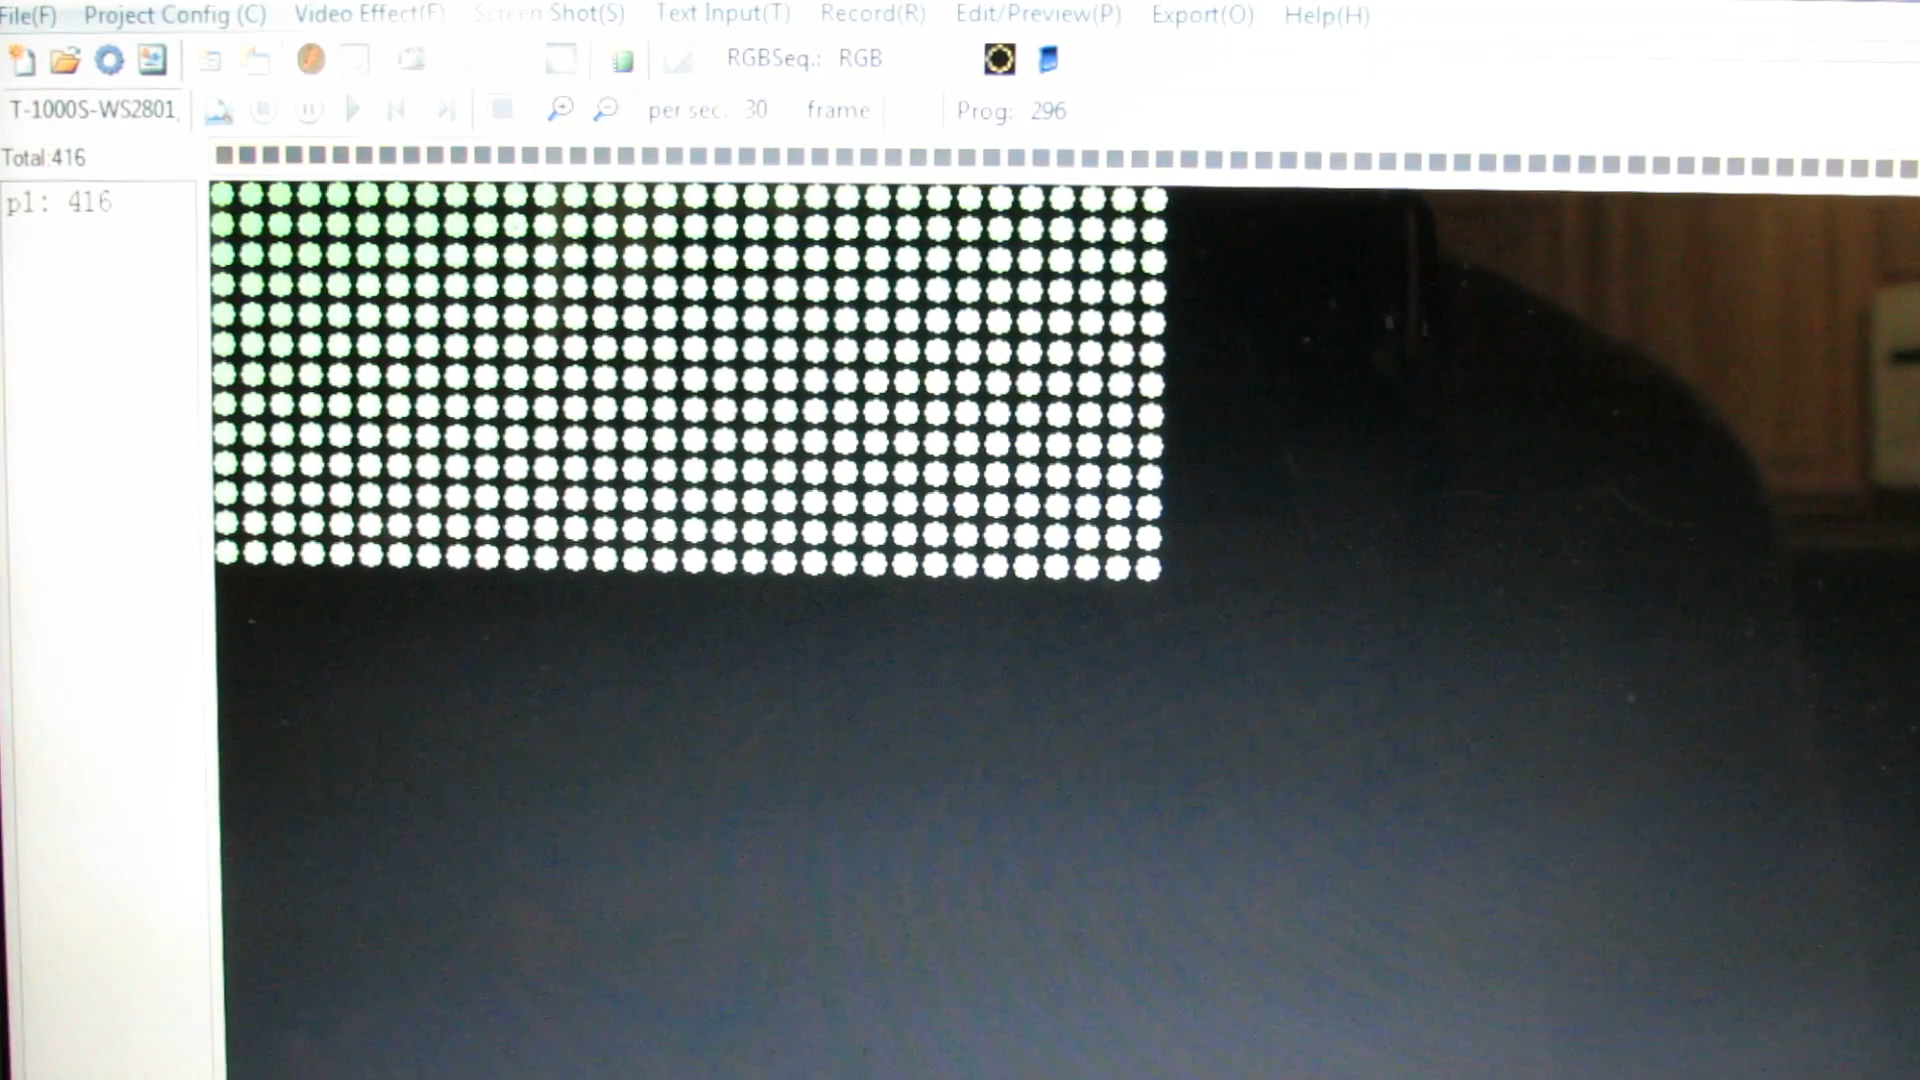 File(F) Project Config (C) Video Effect(F) Screen Shot(S) Text Input(T) Record(R) Edit/Preview(P) Export(O) Help(H)
RGBSeq.: RGB
T-1000S-WS2801, per sec. 30 frame Prog: 296
Total:416
p1: 416